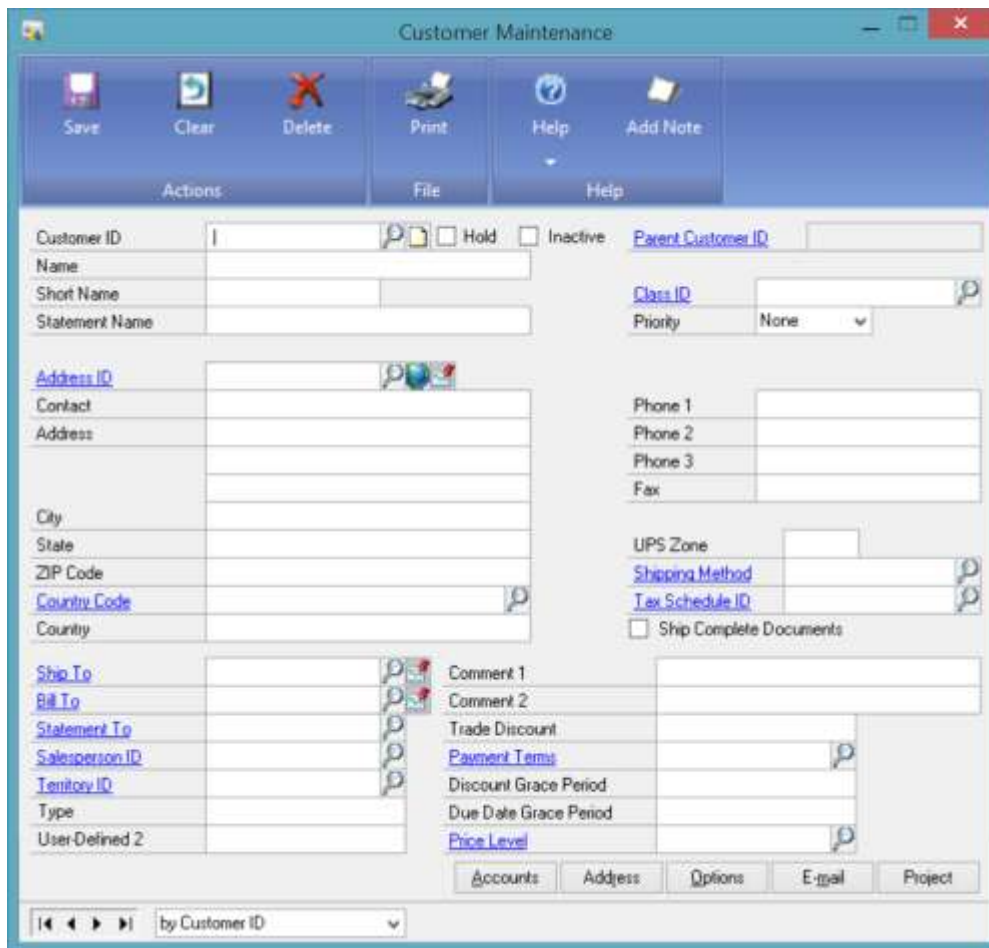 Customer Maintenance
Save Clear Delete Print Help Add Note
Actions File Help
Customer ID Hold Inactive Parent Customer ID
Name
Short Name Class ID
Statement Name Priority None
Address ID
Contact Phone 1
Address Phone 2
Phone 3
Fax
City
State UPS Zone
ZIP Code Shipping Method
Country Code Tax Schedule ID
Country Ship Complete Documents
Ship To Comment 1
Bill To Comment 2
Statement To Trade Discount
Salesperson ID Payment Terms
Territory ID Discount Grace Period
Type Due Date Grace Period
User-Defined 2 Price Level
Accounts Address Options E-mail Project
by Customer ID